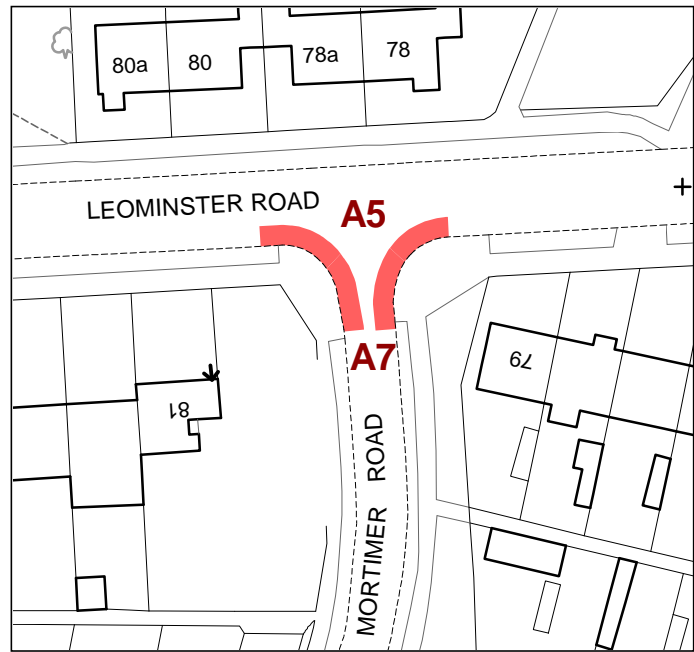 80a
80
78a
78
LEOMINSTER ROAD
A5
A7
79
81
MORTIMER ROAD